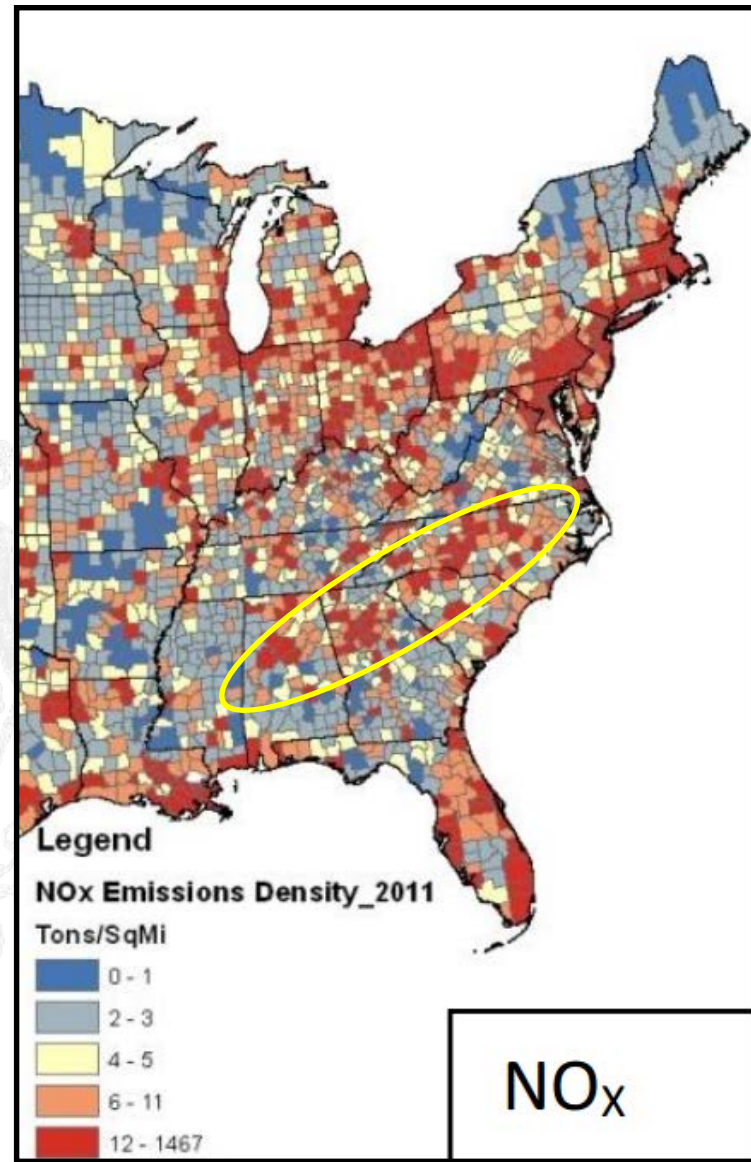 Legend
NOx Emissions Density_2011
Tons/SqMi
0 - 1
2 - 3
4 - 5
6 - 11
12 - 1467
NOₓ